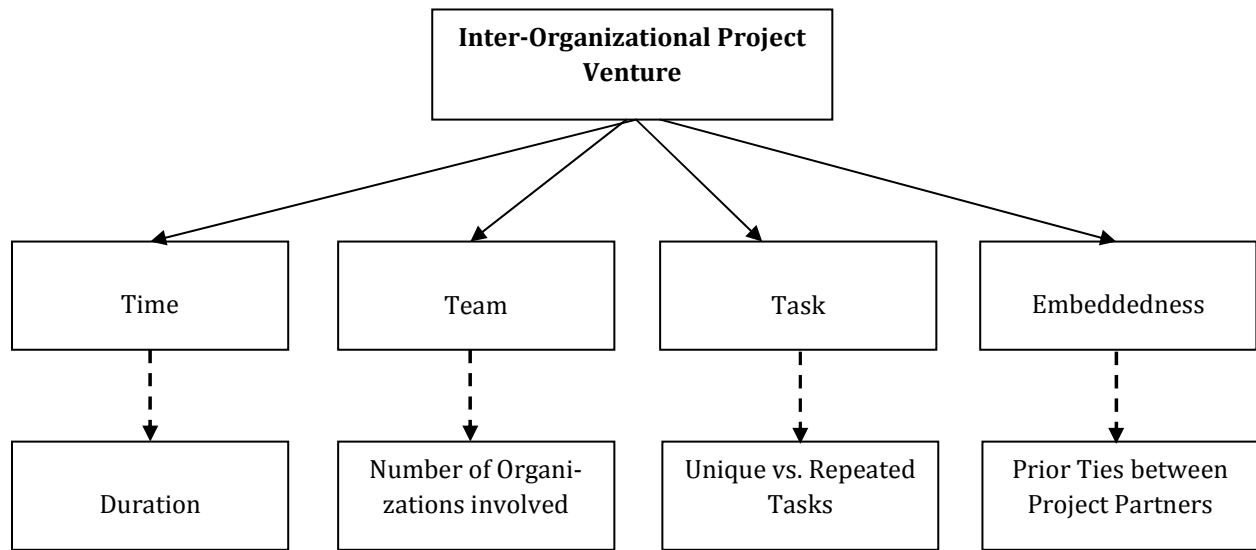 Inter-Organizational Project
Venture
Time
Team
Task
Embeddedness
Duration
Number of Organi-
zations involved
Unique vs. Repeated
Tasks
Prior Ties between
Project Partners